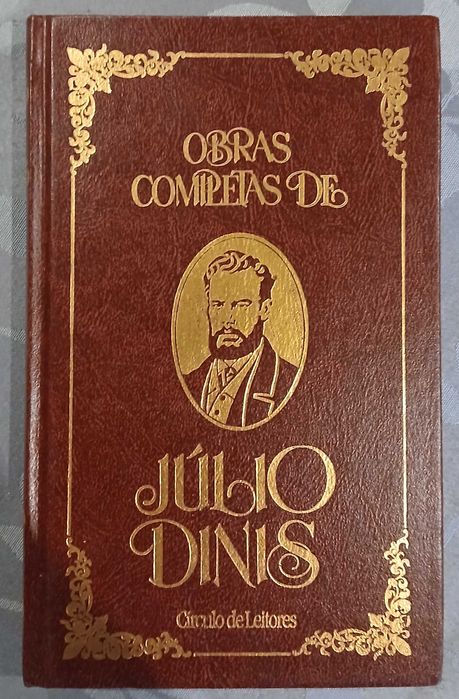 OBRAS
COMPLETAS DE
JÚLIO
DINIS
Círculo de Leitores